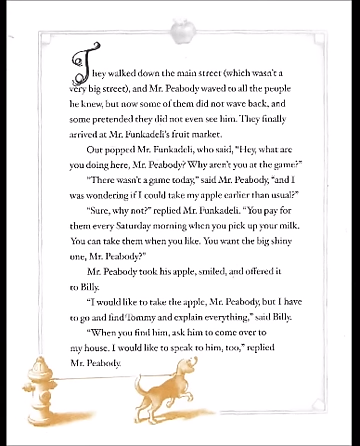 They walked down the main street (which wasn't a
very big street), and Mr. Peabody waved to all the people
he knew, but now some of them did not wave back, and
some pretended they did not even see him. They finally
arrived at Mr. Funkadeli's fruit market.
Out popped Mr. Funkadeli, who said, "Hey, what are
you doing here, Mr. Peabody? Why aren't you at the game?"
"There wasn't a game today," said Mr. Peabody, "and I
was wondering if I could take my apple earlier than usual?"
"Sure, why not?" replied Mr. Funkadeli. "You pay for
them every Saturday morning when you pick up your milk.
You can take them when you like. You want the big shiny
one, Mr. Peabody?"
Mr. Peabody took his apple, smiled, and offered it
to Billy.
"I would like to take the apple, Mr. Peabody, but I have
to go and find Tommy and explain everything," said Billy.
"When you find him, ask him to come over to
my house. I would like to speak to him, too," replied
Mr. Peabody.